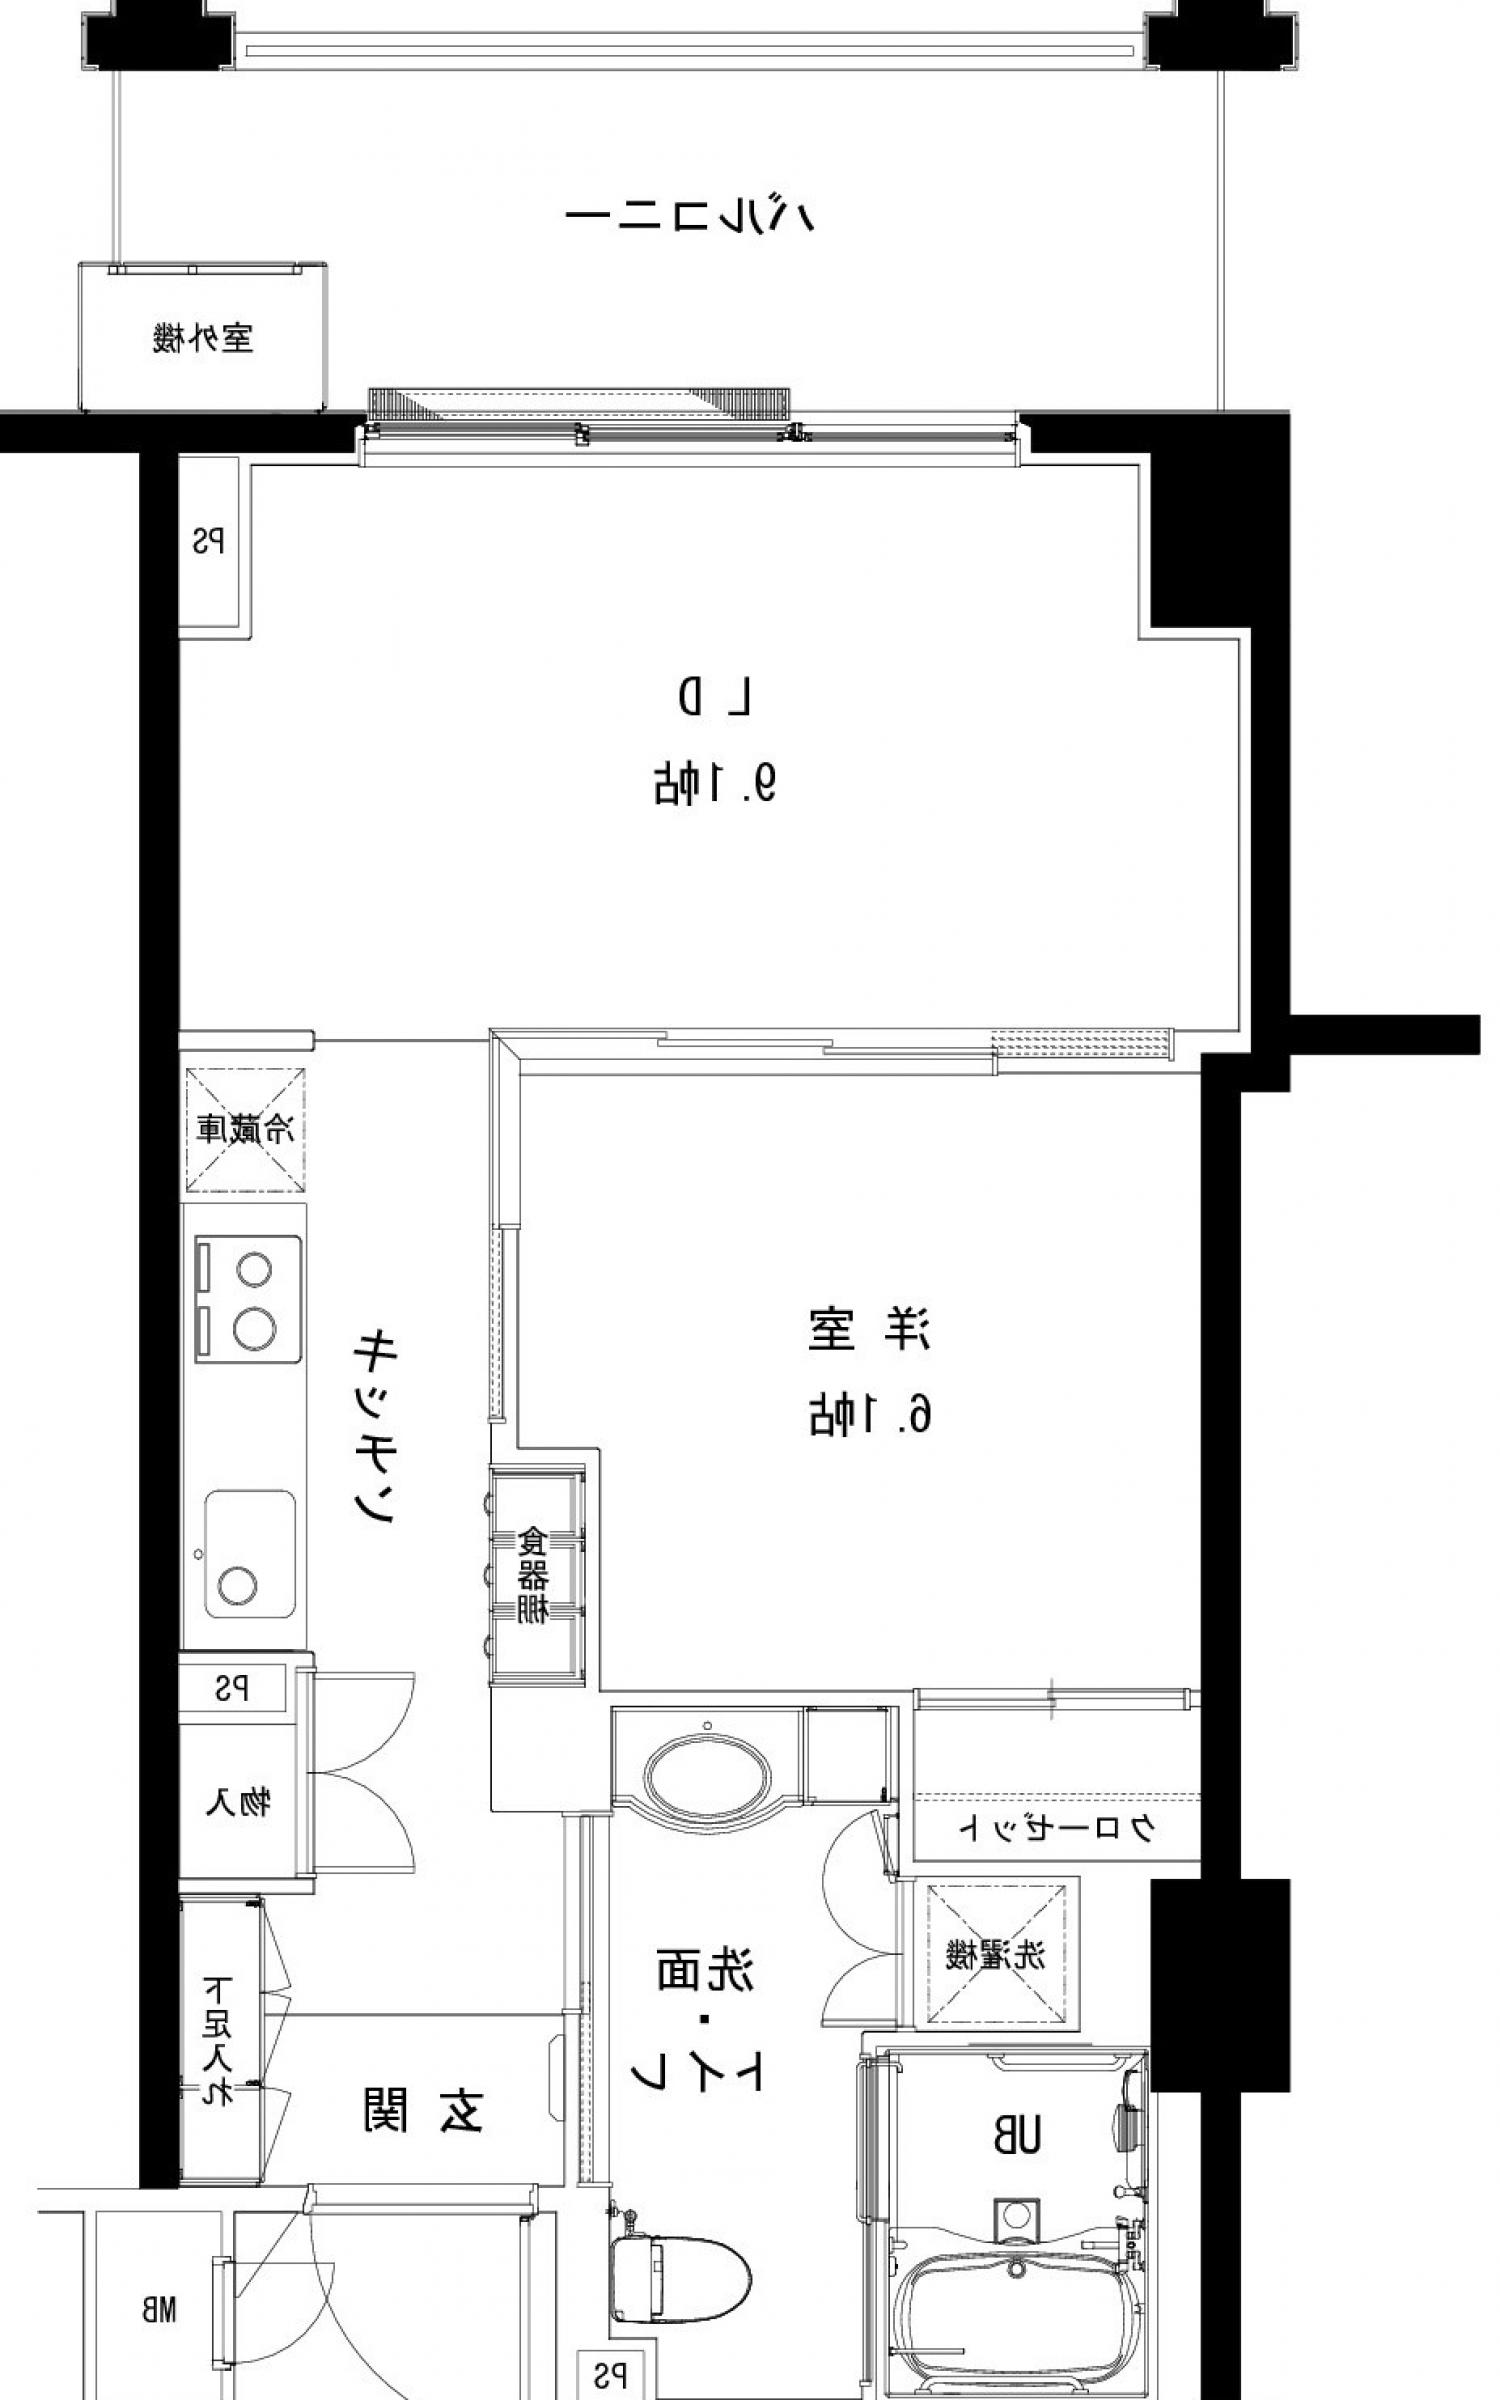 バルコニー
室外機
PS
LD
9.1帖
冷蔵庫
キッチン
洋室
6.1帖
食器棚
PS
物入
クローゼット
洗濯機
洗面
・
トイレ
下足入れ
玄関
UB
MB
PS